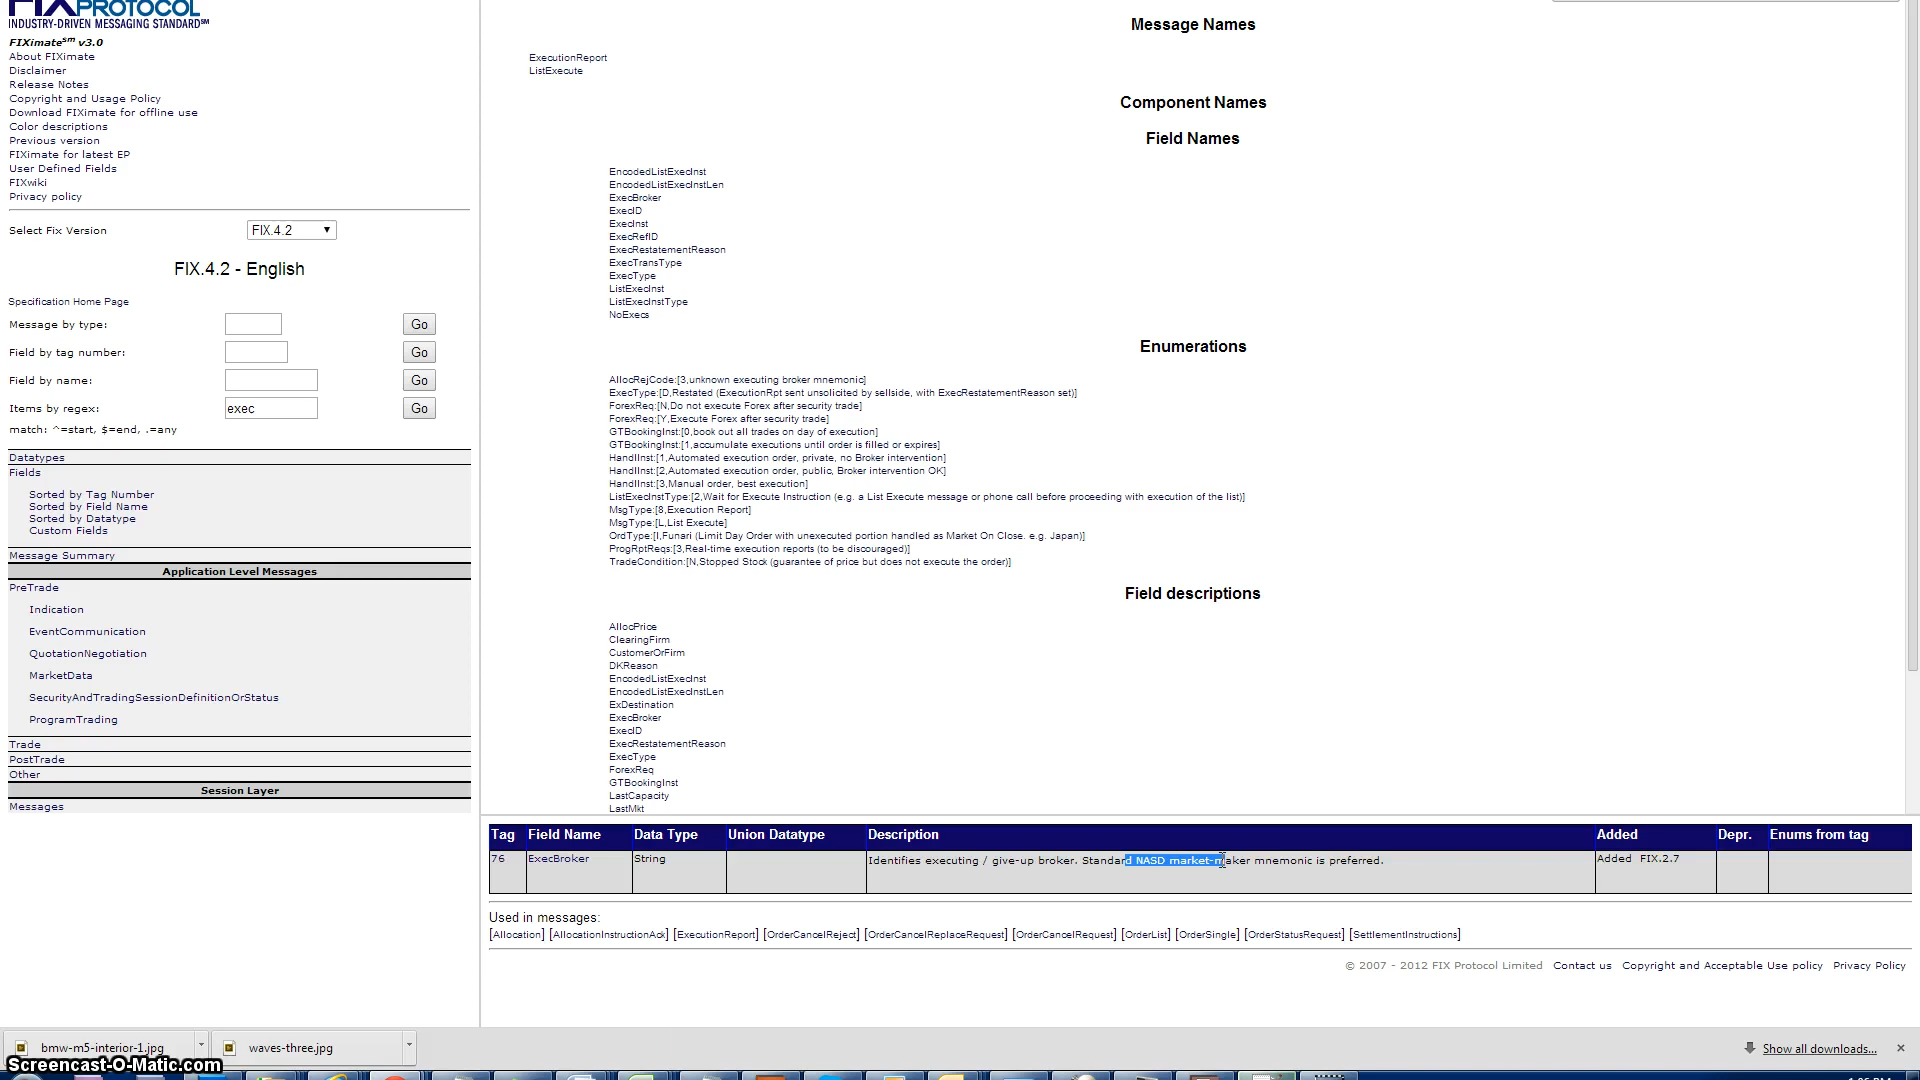 FIXPROTOCOL
INDUSTRY-DRIVEN MESSAGING STANDARD℠
FIXimate℠ v3.0
About FIXimate
Disclaimer
Release Notes
Copyright and Usage Policy
Download FIXimate for offline use
Color descriptions
Previous version
FIXimate for latest EP
User Defined Fields
FIXwiki
Privacy policy
Select Fix Version FIX.4.2
FIX.4.2 - English
Specification Home Page
Message by type: Go
Field by tag number: Go
Field by name: Go
Items by regex: exec Go
match: ^=start, $=end, .=any
Datatypes
Fields
Sorted by Tag Number
Sorted by Field Name
Sorted by Datatype
Custom Fields
Message Summary
Application Level Messages
PreTrade
Indication
EventCommunication
QuotationNegotiation
MarketData
SecurityAndTradingSessionDefinitionOrStatus
ProgramTrading
Trade
PostTrade
Other
Session Layer
Messages
Message Names
ExecutionReport
ListExecute
Component Names
Field Names
EncodedListExecInst
EncodedListExecInstLen
ExecBroker
ExecID
ExecInst
ExecRefID
ExecRestatementReason
ExecTransType
ExecType
ListExecInst
ListExecInstType
NoExecs
Enumerations
AllocRejCode:[3,unknown executing broker mnemonic]
ExecType:[D,Restated (ExecutionRpt sent unsolicited by sellside, with ExecRestatementReason set)]
ForexReq:[N,Do not execute Forex after security trade]
ForexReq:[Y,Execute Forex after security trade]
GTBookingInst:[0,book out all trades on day of execution]
GTBookingInst:[1,accumulate executions until order is filled or expires]
HandlInst:[1,Automated execution order, private, no Broker intervention]
HandlInst:[2,Automated execution order, public, Broker intervention OK]
HandlInst:[3,Manual order, best execution]
ListExecInstType:[2,Wait for Execute Instruction (e.g. a List Execute message or phone call before proceeding with execution of the list)]
MsgType:[8,Execution Report]
MsgType:[L,List Execute]
OrdType:[I,Funari (Limit Day Order with unexecuted portion handled as Market On Close. e.g. Japan)]
ProgRptReqs:[3,Real-time execution reports (to be discouraged)]
TradeCondition:[N,Stopped Stock (guarantee of price but does not execute the order)]
Field descriptions
AllocPrice
ClearingFirm
CustomerOrFirm
DKReason
EncodedListExecInst
EncodedListExecInstLen
ExDestination
ExecBroker
ExecID
ExecRestatementReason
ExecType
ForexReq
GTBookingInst
LastCapacity
LastMkt
Tag Field Name Data Type Union Datatype Description Added Depr. Enums from tag
76 ExecBroker String Identifies executing / give-up broker. Standard NASD market-maker mnemonic is preferred. Added FIX.2.7
Used in messages:
[Allocation] [AllocationInstructionAck] [ExecutionReport] [OrderCancelReject] [OrderCancelReplaceRequest] [OrderCancelRequest] [OrderList] [OrderSingle] [OrderStatusRequest] [SettlementInstructions]
© 2007 - 2012 FIX Protocol Limited Contact us Copyright and Acceptable Use policy Privacy Policy
bmw-m5-interior-1.jpg waves-three.jpg Show all downloads...
Screencast-O-Matic.com